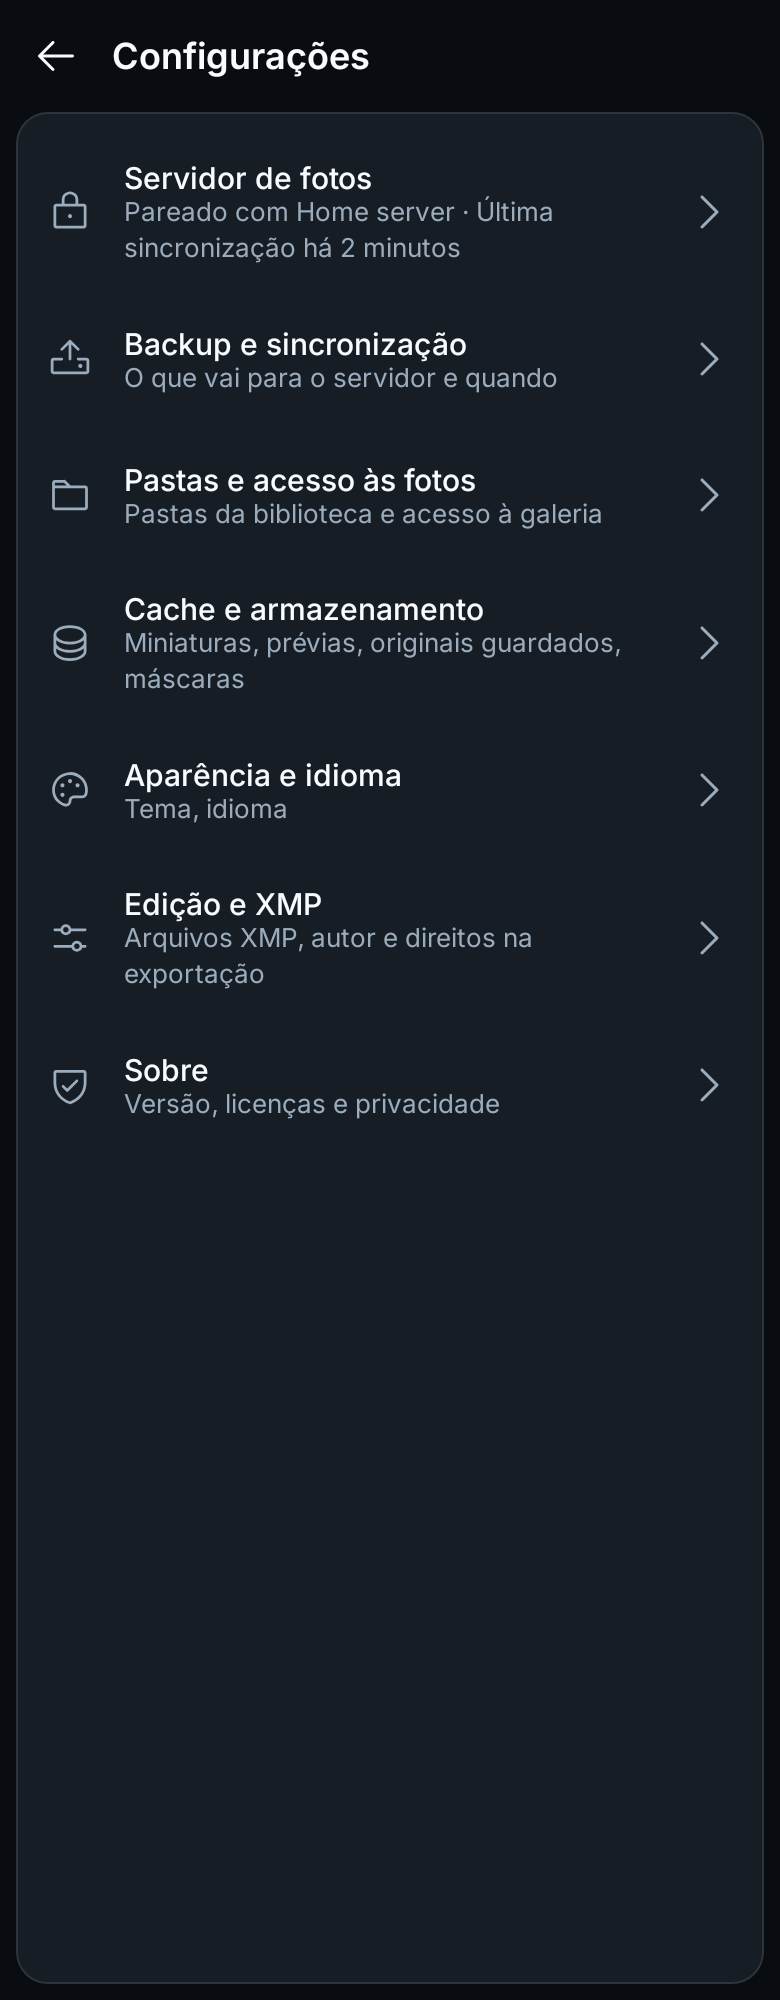 Configurações
Servidor de fotos
Pareado com Home server · Última
sincronização há 2 minutos
Backup e sincronização
O que vai para o servidor e quando
Pastas e acesso às fotos
Pastas da biblioteca e acesso à galeria
Cache e armazenamento
Miniaturas, prévias, originais guardados,
máscaras
Aparência e idioma
Tema, idioma
Edição e XMP
Arquivos XMP, autor e direitos na
exportação
Sobre
Versão, licenças e privacidade